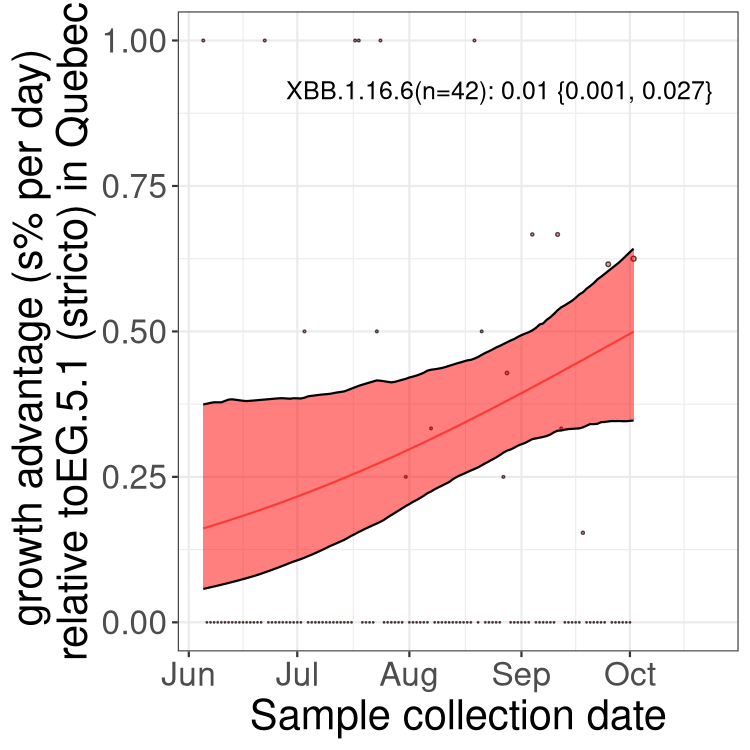 growth advantage (s% per day)
relative toEG.5.1 (stricto) in Quebec
1.00
0.75
0.50
0.25
0.00
XBB.1.16.6(n=42): 0.01 {0.001, 0.027}
Jun Jul Aug Sep Oct
Sample collection date